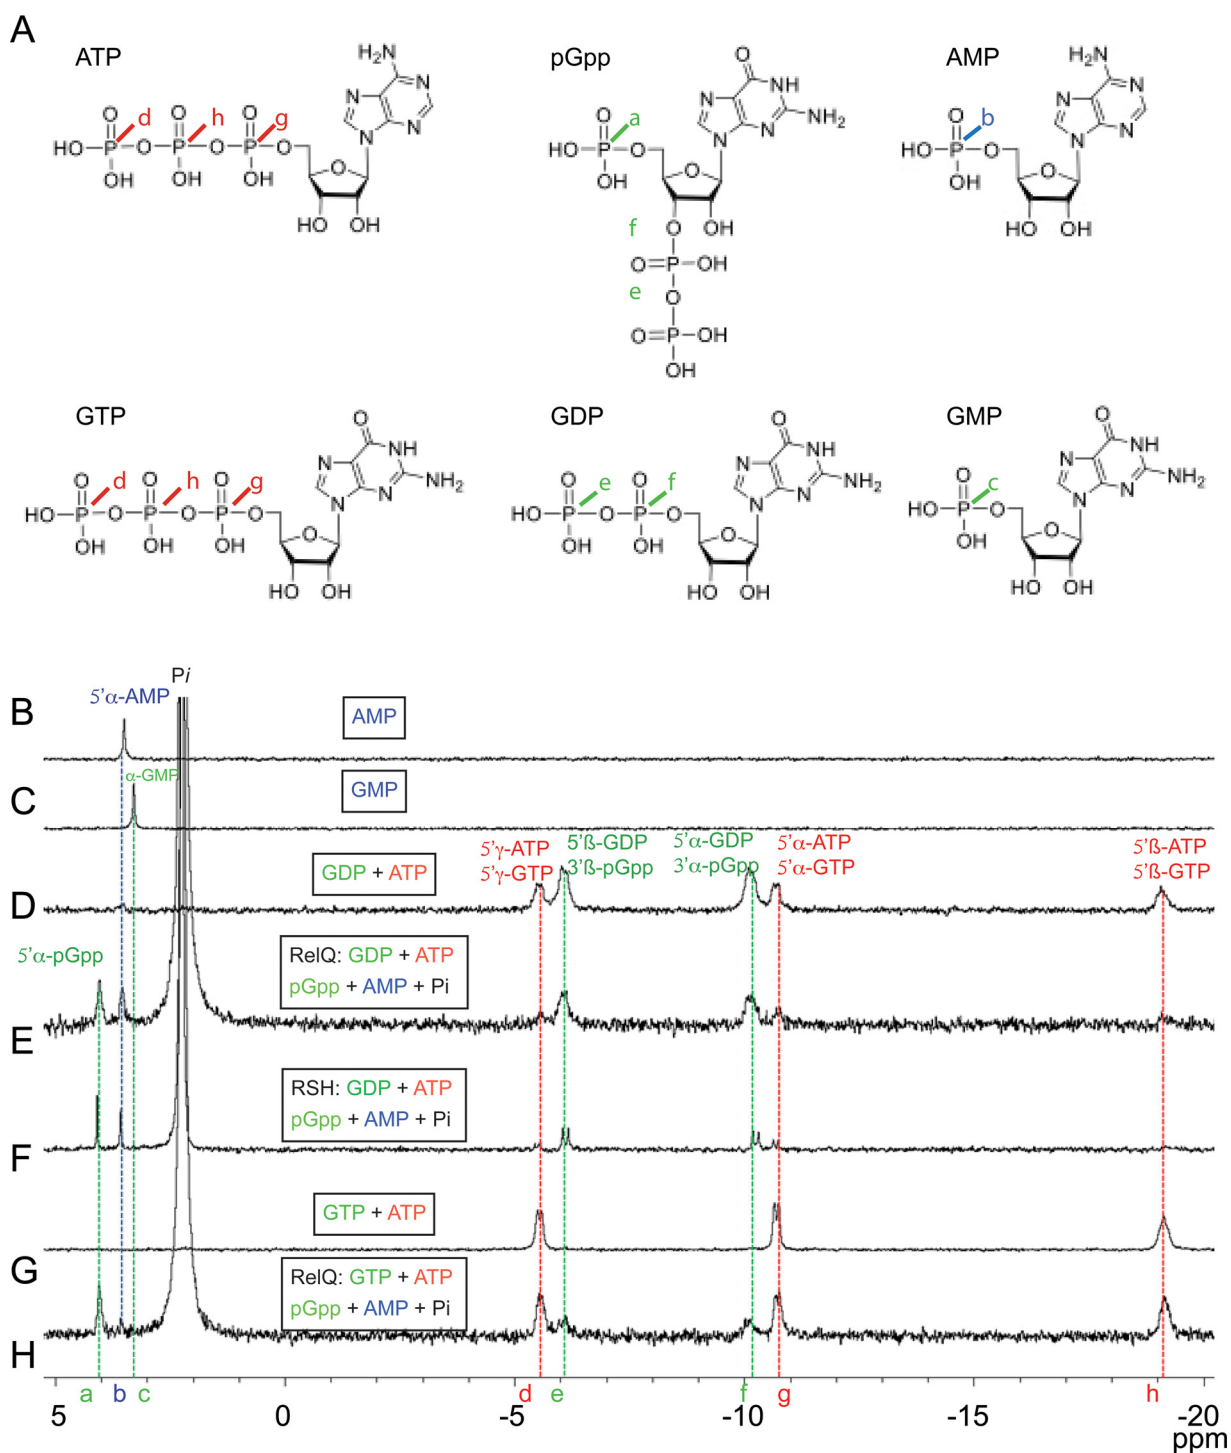 A
ATP
pGpp
AMP
H₂N
N
N
N
N
O
P
O
P
O
P
O
HO
OH
OH
OH
d
h
g
O
HO
OH
O
NH
NH₂
N
N
N
a
O
HO
P
O
OH
O
f
O
OH
O=P-OH
e
O
O=P-OH
OH
H₂N
N
N
N
N
b
O
HO
P
O
OH
O
HO
OH
GTP
GDP
GMP
O
NH
NH₂
N
N
N
d
h
g
O
O
O
HO
P
O
P
O
P
O
OH
OH
OH
O
HO
OH
O
NH
NH₂
N
N
N
e
f
O
O
HO
P
O
P
O
OH
OH
O
HO
OH
O
NH
NH₂
N
N
N
c
O
HO
P
O
OH
O
HO
OH
Pi
B
5'α-AMP
AMP
C
α-GMP
GMP
D
GDP + ATP
5'γ-ATP
5'γ-GTP
5'ß-GDP
3'ß-pGpp
5'α-GDP
3'α-pGpp
5'α-ATP
5'α-GTP
5'ß-ATP
5'ß-GTP
5'α-pGpp
RelQ: GDP + ATP
pGpp + AMP + Pi
E
RSH: GDP + ATP
pGpp + AMP + Pi
F
GTP + ATP
G
RelQ: GTP + ATP
pGpp + AMP + Pi
H
a b c d e f g h
5 0 -5 -10 -15 -20
ppm